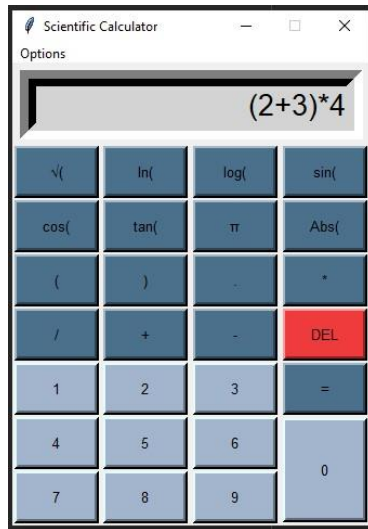 Scientific Calculator
Options
(2+3)*4
√( ln( log( sin(
cos( tan( π Abs(
( ) . *
/ + - DEL
1 2 3 =
4 5 6 0
7 8 9